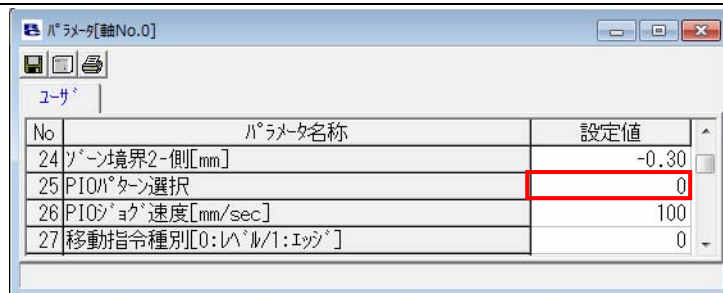 ﾊﾟﾗﾒｰﾀ[軸No.0]
ﾕｰｻﾞ
No ﾊﾟﾗﾒｰﾀ名称 設定値
24 ｿﾞｰﾝ境界2-側[mm] -0.30
25 PIOﾊﾟﾀｰﾝ選択 0
26 PIOｼﾞｮｸﾞ速度[mm/sec] 100
27 移動指令種別[0:ﾚﾍﾞﾙ/1:ｴｯｼﾞ] 0